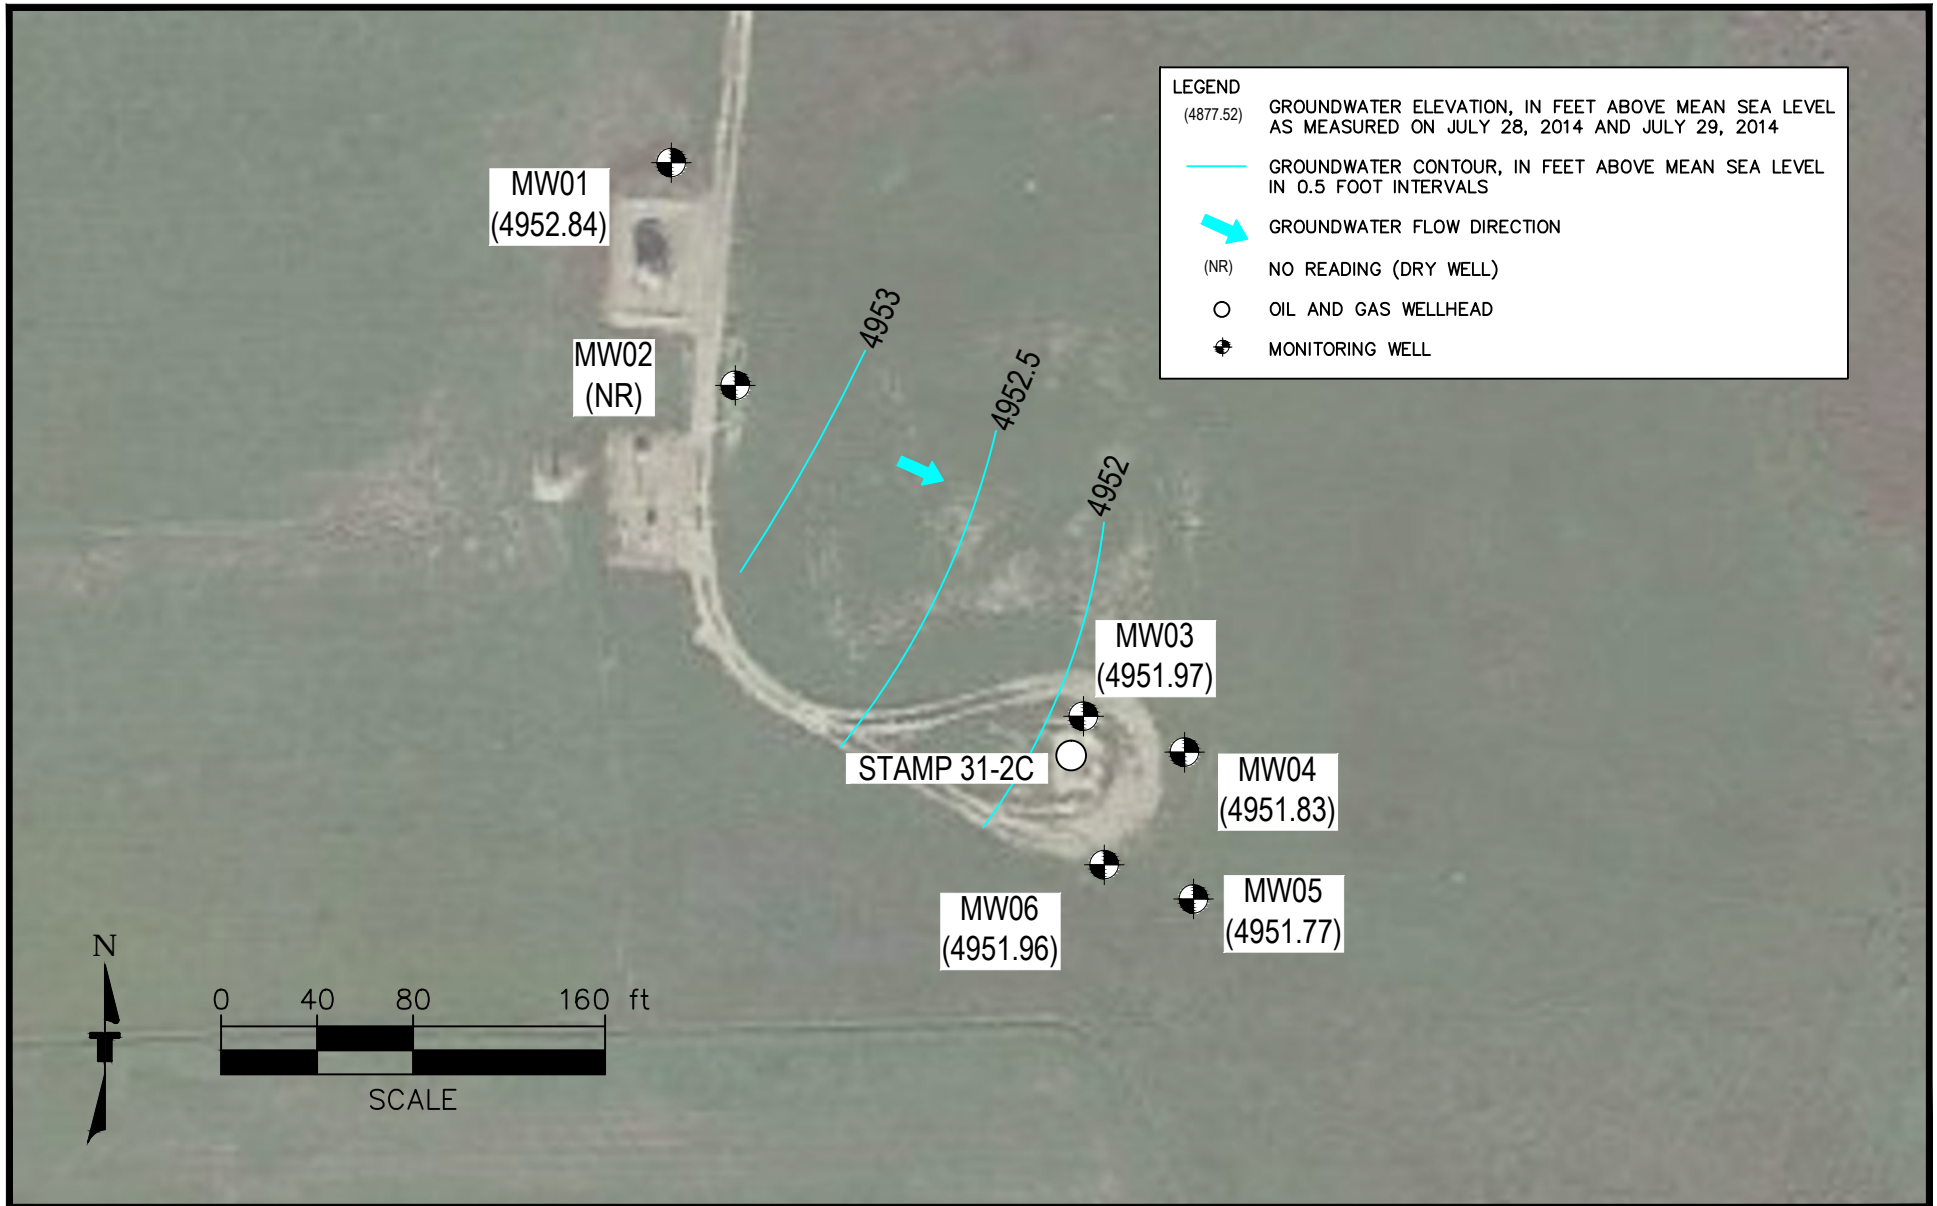 LEGEND
(4877.52) GROUNDWATER ELEVATION, IN FEET ABOVE MEAN SEA LEVEL
AS MEASURED ON JULY 28, 2014 AND JULY 29, 2014
GROUNDWATER CONTOUR, IN FEET ABOVE MEAN SEA LEVEL
IN 0.5 FOOT INTERVALS
GROUNDWATER FLOW DIRECTION
(NR) NO READING (DRY WELL)
OIL AND GAS WELLHEAD
MONITORING WELL
MW01
(4952.84)
MW02
(NR)
4953
4952.5
4952
MW03
(4951.97)
STAMP 31-2C
MW04
(4951.83)
MW05
(4951.77)
MW06
(4951.96)
N
0 40 80 160 ft
SCALE